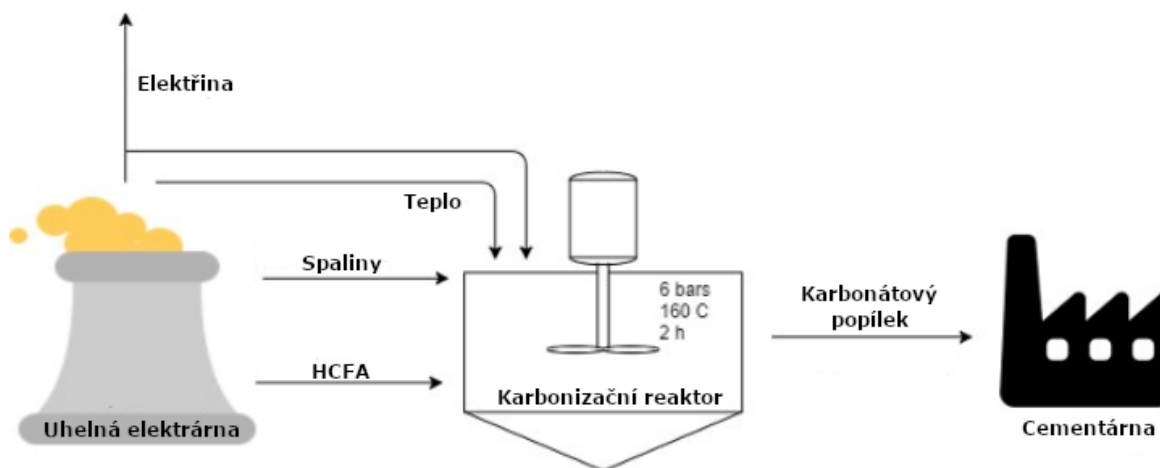 Elektřina
Teplo
Spaliny
6 bars
160 C
2 h
Karbonátový
popílek
HCFA
Karbonizační reaktor
Uhelná elektrárna
Cementárna